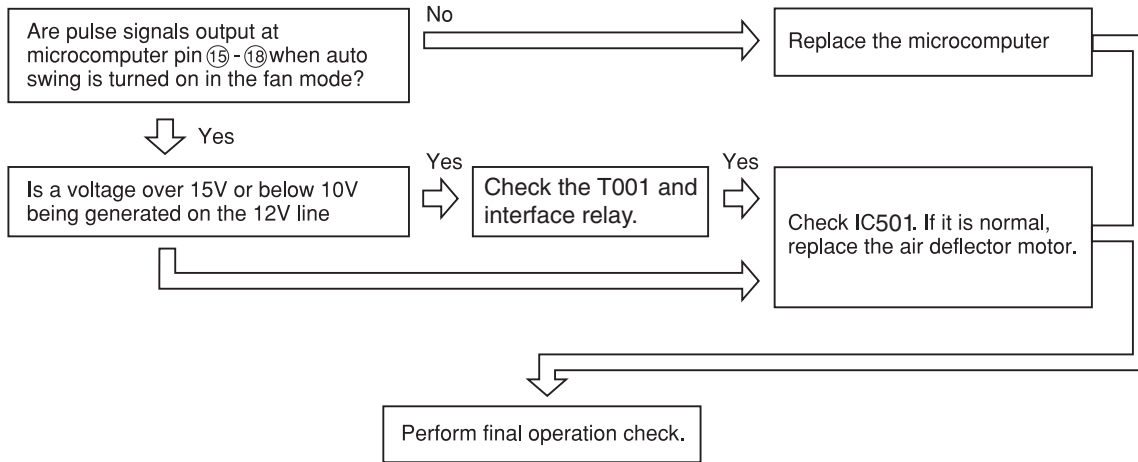 Are pulse signals output at
microcomputer pin ⑮-⑱ when auto
swing is turned on in the fan mode?
No
Replace the microcomputer
Yes
Is a voltage over 15V or below 10V
being generated on the 12V line
Yes
Check the T001 and
interface relay.
Yes
Check IC501. If it is normal,
replace the air deflector motor.
Perform final operation check.